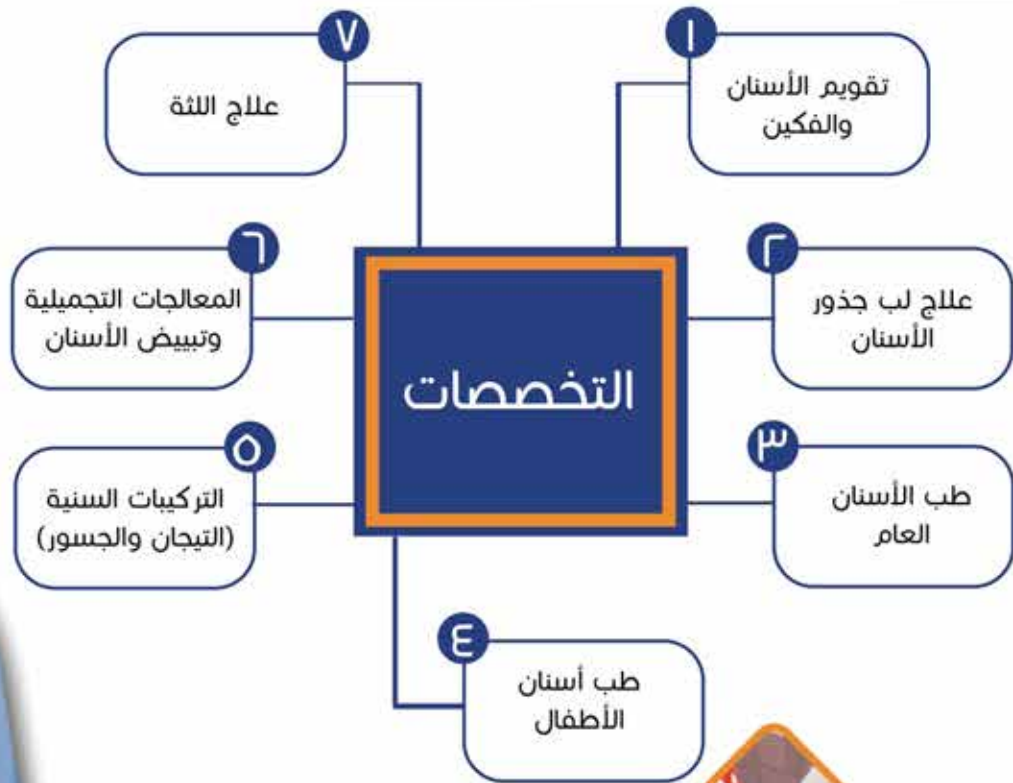 التخصصات
١
تقويم الأسنان
والفكين
٢
علاج لب جذور
الأسنان
٣
طب الأسنان
العام
٤
طب أسنان
الأطفال
٥
التركيبات السنية
(التيجان والجسور)
٦
المعالجات التجميلية
وتبييض الأسنان
٧
علاج اللثة